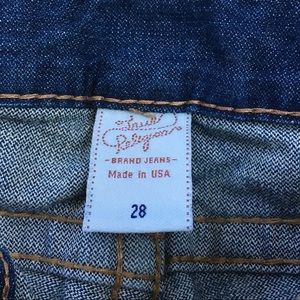 True
Religion
-BRAND JEANS-
Made in USA
28